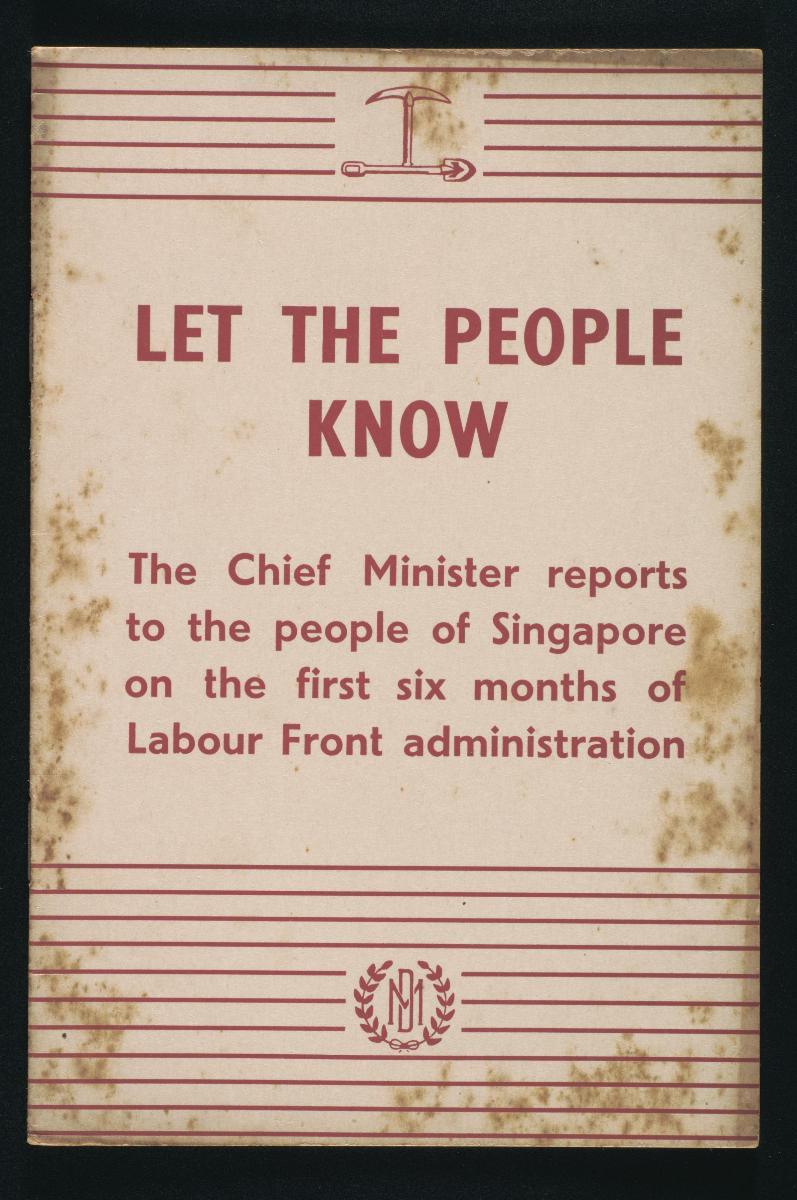 LET THE PEOPLE
KNOW
The Chief Minister reports
to the people of Singapore
on the first six months of
Labour Front administration